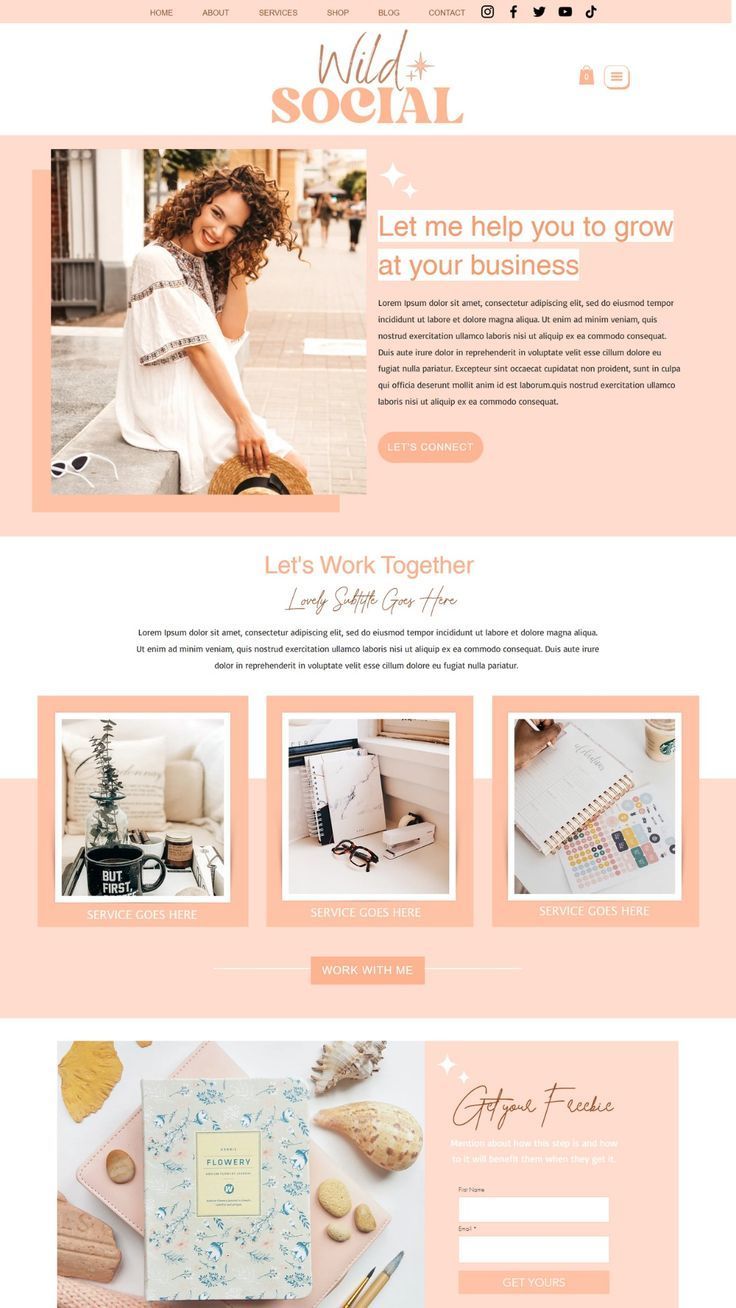 HOME ABOUT SERVICES SHOP BLOG CONTACT
Wild
SOCIAL
0
Let me help you to grow
at your business
Lorem Ipsum dolor sit amet, consectetur adipiscing elit, sed do eiusmod tempor
incididunt ut labore et dolore magna aliqua. Ut enim ad minim veniam, quis
nostrud exercitation ullamco laboris nisi ut aliquip ex ea commodo consequat.
Duis aute irure dolor in reprehenderit in voluptate velit esse cillum dolore eu
fugiat nulla pariatur. Excepteur sint occaecat cupidatat non proident, sunt in culpa
qui officia deserunt mollit anim id est laborum.quis nostrud exercitation ullamco
laboris nisi ut aliquip ex ea commodo consequat.
LET'S CONNECT
Let's Work Together
Lovely Subtitle Goes Here
Lorem Ipsum dolor sit amet, consectetur adipiscing elit, sed do eiusmod tempor incididunt ut labore et dolore magna aliqua.
Ut enim ad minim veniam, quis nostrud exercitation ullamco laboris nisi ut aliquip ex ea commodo consequat. Duis aute irure
dolor in reprehenderit in voluptate velit esse cillum dolore eu fugiat nulla pariatur.
BUT
FIRST,
SERVICE GOES HERE
SERVICE GOES HERE
SERVICE GOES HERE
WORK WITH ME
FLOWERY
W
Get your Freebie
Mention about how this step is and how
to it will benefit them when they get it.
First Name
Email *
GET YOURS